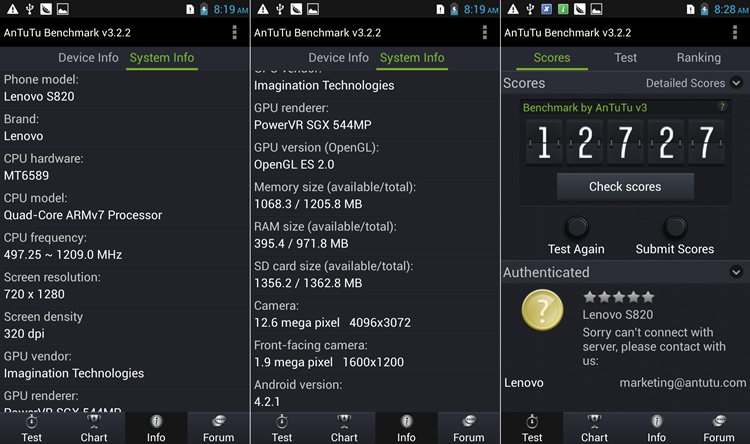 8:19 AM
AnTuTu Benchmark v3.2.2
Device Info System Info
Phone model:
Lenovo S820
Brand:
Lenovo
CPU hardware:
MT6589
CPU model:
Quad-Core ARMv7 Processor
CPU frequency:
497.25 ~ 1209.0 MHz
Screen resolution:
720 x 1280
Screen density
320 dpi
GPU vendor:
Imagination Technologies
GPU renderer:
PowerVR SGX 544MP
Test Chart Info Forum
8:19 AM
AnTuTu Benchmark v3.2.2
Device Info System Info
GPU vendor:
Imagination Technologies
GPU renderer:
PowerVR SGX 544MP
GPU version (OpenGL):
OpenGL ES 2.0
Memory size (available/total):
1068.3 / 1205.8 MB
RAM size (available/total):
395.4 / 971.8 MB
SD card size (available/total):
1356.2 / 1362.8 MB
Camera:
12.6 mega pixel 4096x3072
Front-facing camera:
1.9 mega pixel 1600x1200
Android version:
4.2.1
Test Chart Info Forum
8:28 AM
AnTuTu Benchmark v3.2.2
Scores Test Ranking
Scores Detailed Scores
Benchmark by AnTuTu v3 ?
12727
Check scores
Test Again Submit Scores
Authenticated
?
Lenovo S820
Sorry can't connect with
server, please contact with
us:
Lenovo marketing@antutu.com
Test Chart Info Forum